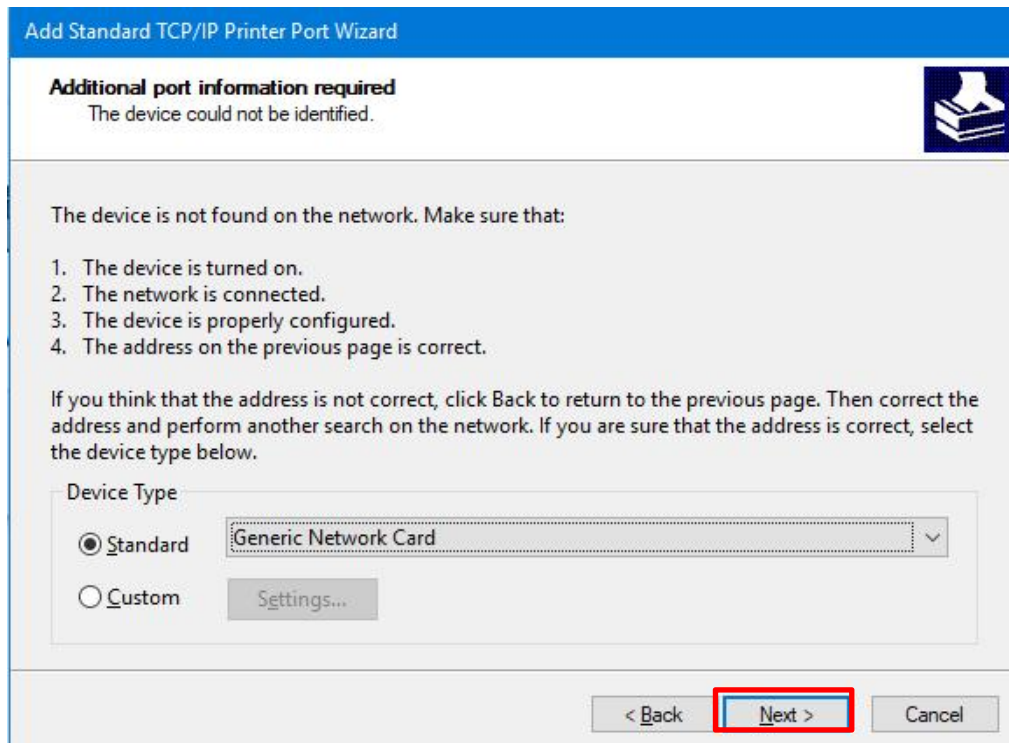 Add Standard TCP/IP Printer Port Wizard
Additional port information required
The device could not be identified.
The device is not found on the network. Make sure that:
1. The device is turned on.
2. The network is connected.
3. The device is properly configured.
4. The address on the previous page is correct.
If you think that the address is not correct, click Back to return to the previous page. Then correct the
address and perform another search on the network. If you are sure that the address is correct, select
the device type below.
Device Type
Standard
Generic Network Card
Custom
Settings...
< Back
Next >
Cancel